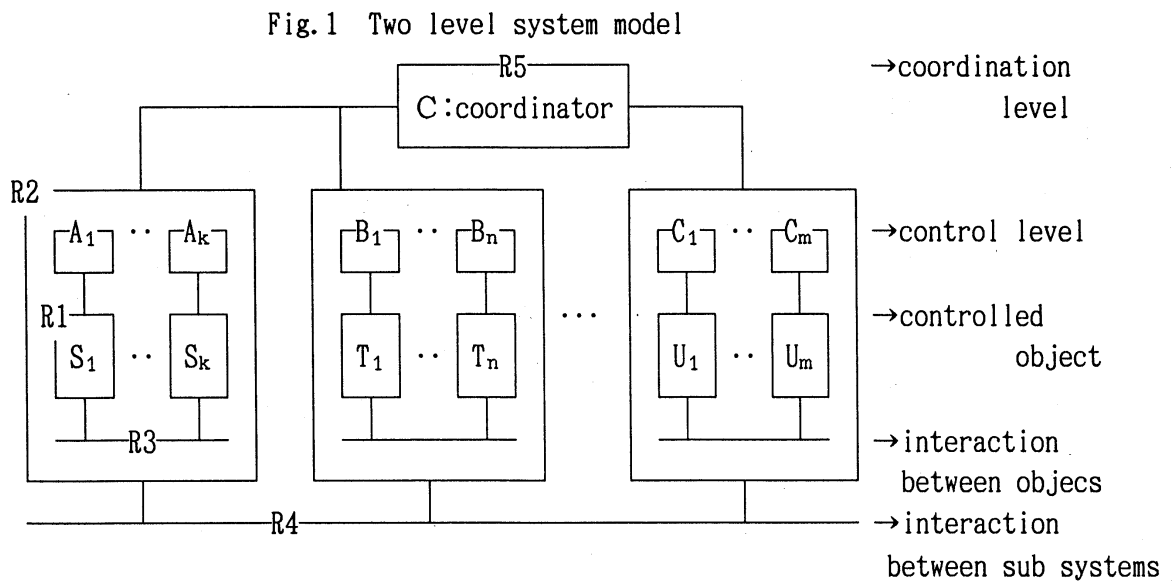 Fig. 1 Two level system model
R5
C:coordinator
→coordination
level
R2
A₁ ·· Aₖ
B₁ ·· Bₙ
C₁ ·· Cₘ
→control level
R1
S₁ ·· Sₖ
T₁ ·· Tₙ
···
U₁ ·· Uₘ
→controlled
object
R3
→interaction
between objecs
R4
→interaction
between sub systems